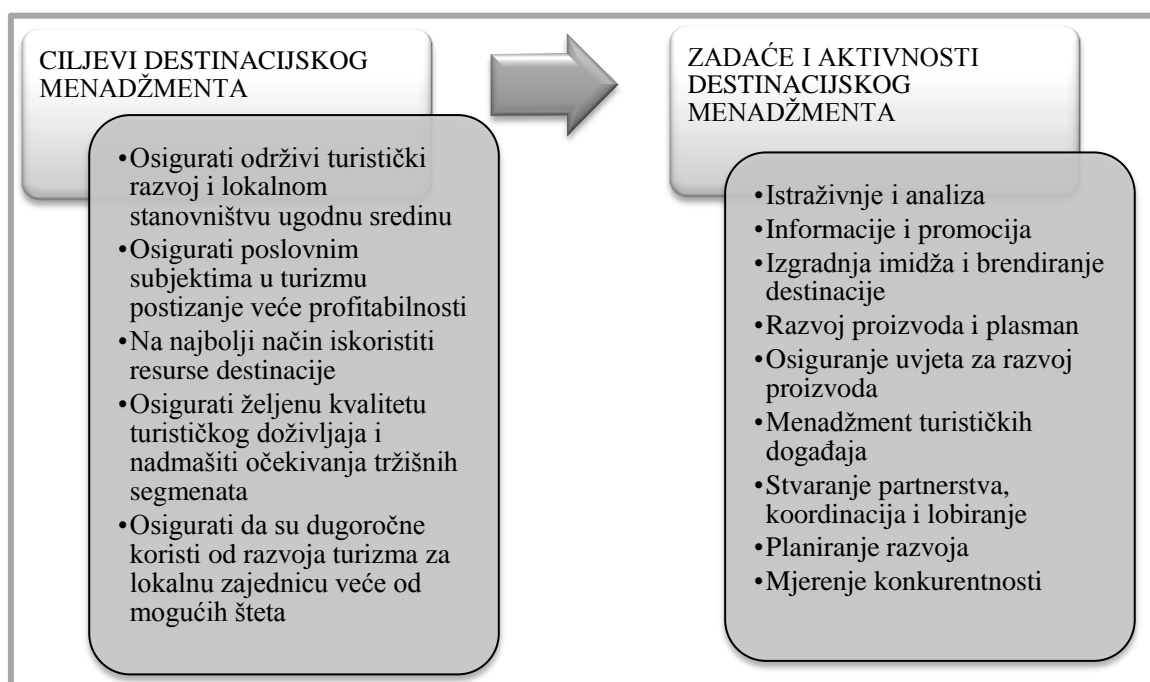 CILJEVI DESTINACIJSKOG
MENADŽMENTA
•Osigurati održivi turistički
razvoj i lokalnom
stanovništvu ugodnu sredinu
•Osigurati poslovnim
subjektima u turizmu
postizanje veće profitabilnosti
•Na najbolji način iskoristiti
resurse destinacije
•Osigurati željenu kvalitetu
turističkog doživljaja i
nadmašiti očekivanja tržišnih
segmenata
•Osigurati da su dugoročne
koristi od razvoja turizma za
lokalnu zajednicu veće od
mogućih šteta
ZADAĆE I AKTIVNOSTI
DESTINACIJSKOG
MENADŽMENTA
•Istraživnje i analiza
•Informacije i promocija
•Izgradnja imidža i brendiranje
destinacije
•Razvoj proizvoda i plasman
•Osiguranje uvjeta za razvoj
proizvoda
•Menadžment turističkih
događaja
•Stvaranje partnerstva,
koordinacija i lobiranje
•Planiranje razvoja
•Mjerenje konkurentnosti